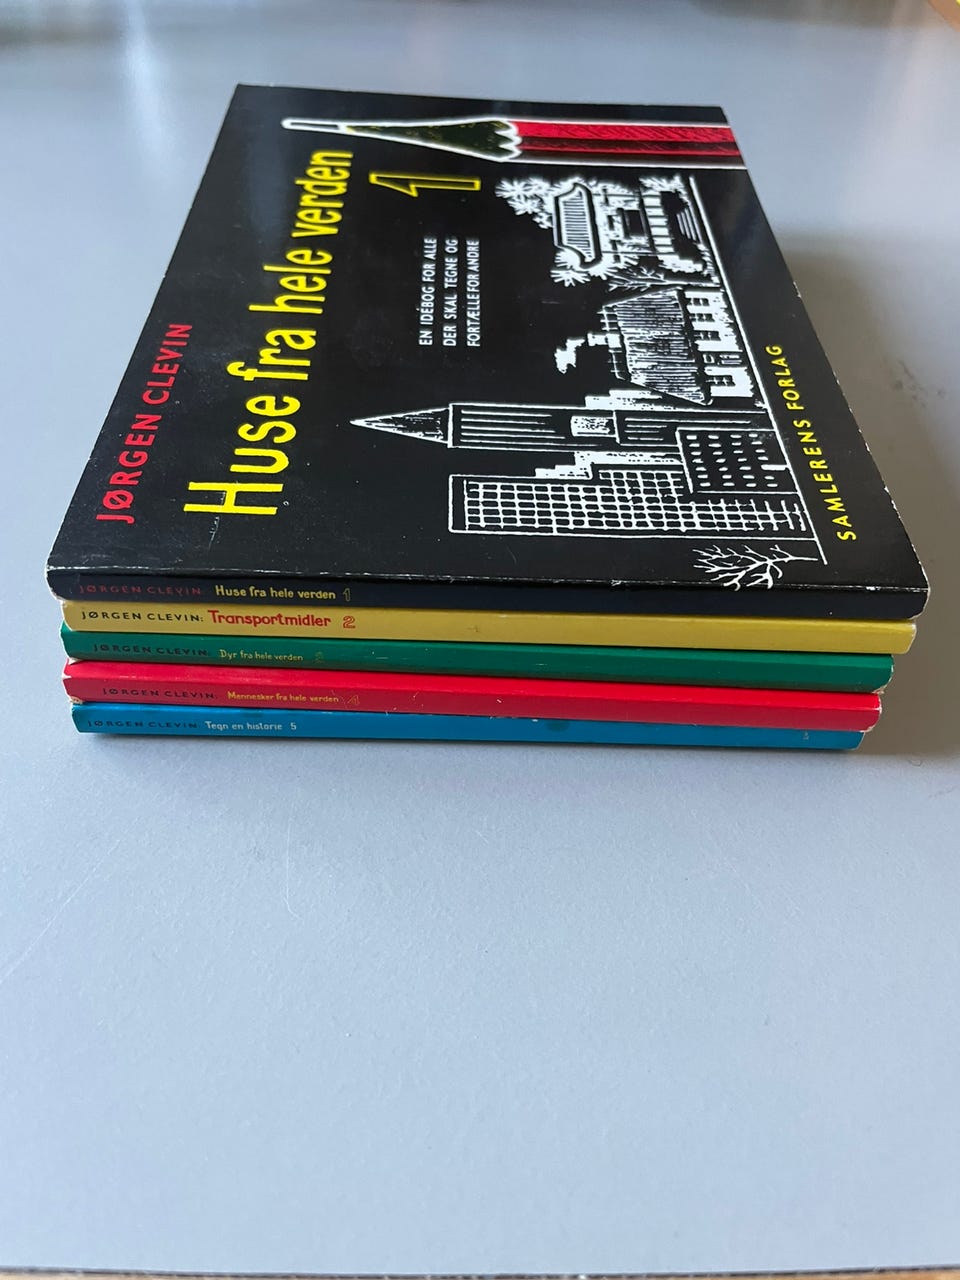 JØRGEN CLEVIN
Huse fra hele verden
1
EN IDÉBOG FOR ALLE
DER SKAL TEGNE OG
FORTÆLLE FOR ANDRE
SAMLERENS FORLAG
JØRGEN CLEVIN: Huse fra hele verden 1
JØRGEN CLEVIN: Transportmidler 2
JØRGEN CLEVIN: Dyr fra hele verden 3
JØRGEN CLEVIN: Mennesker fra hele verden 4
JØRGEN CLEVIN: Tegn en historie 5